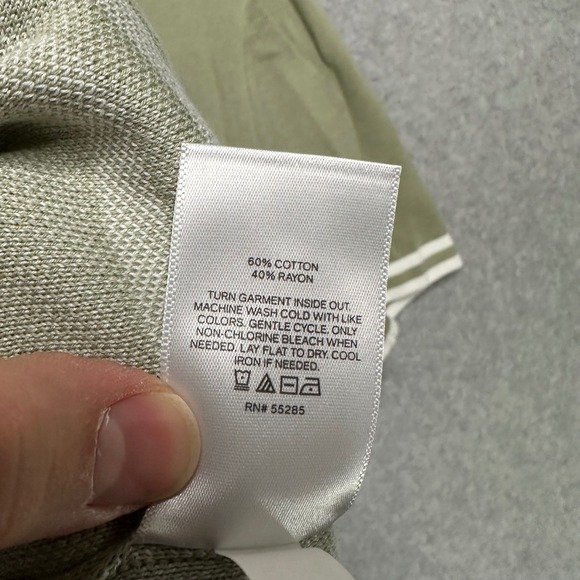 60% COTTON
40% RAYON
TURN GARMENT INSIDE OUT.
MACHINE WASH COLD WITH LIKE
COLORS. GENTLE CYCLE. ONLY
NON-CHLORINE BLEACH WHEN
NEEDED. LAY FLAT TO DRY. COOL
IRON IF NEEDED.
RN# 55285